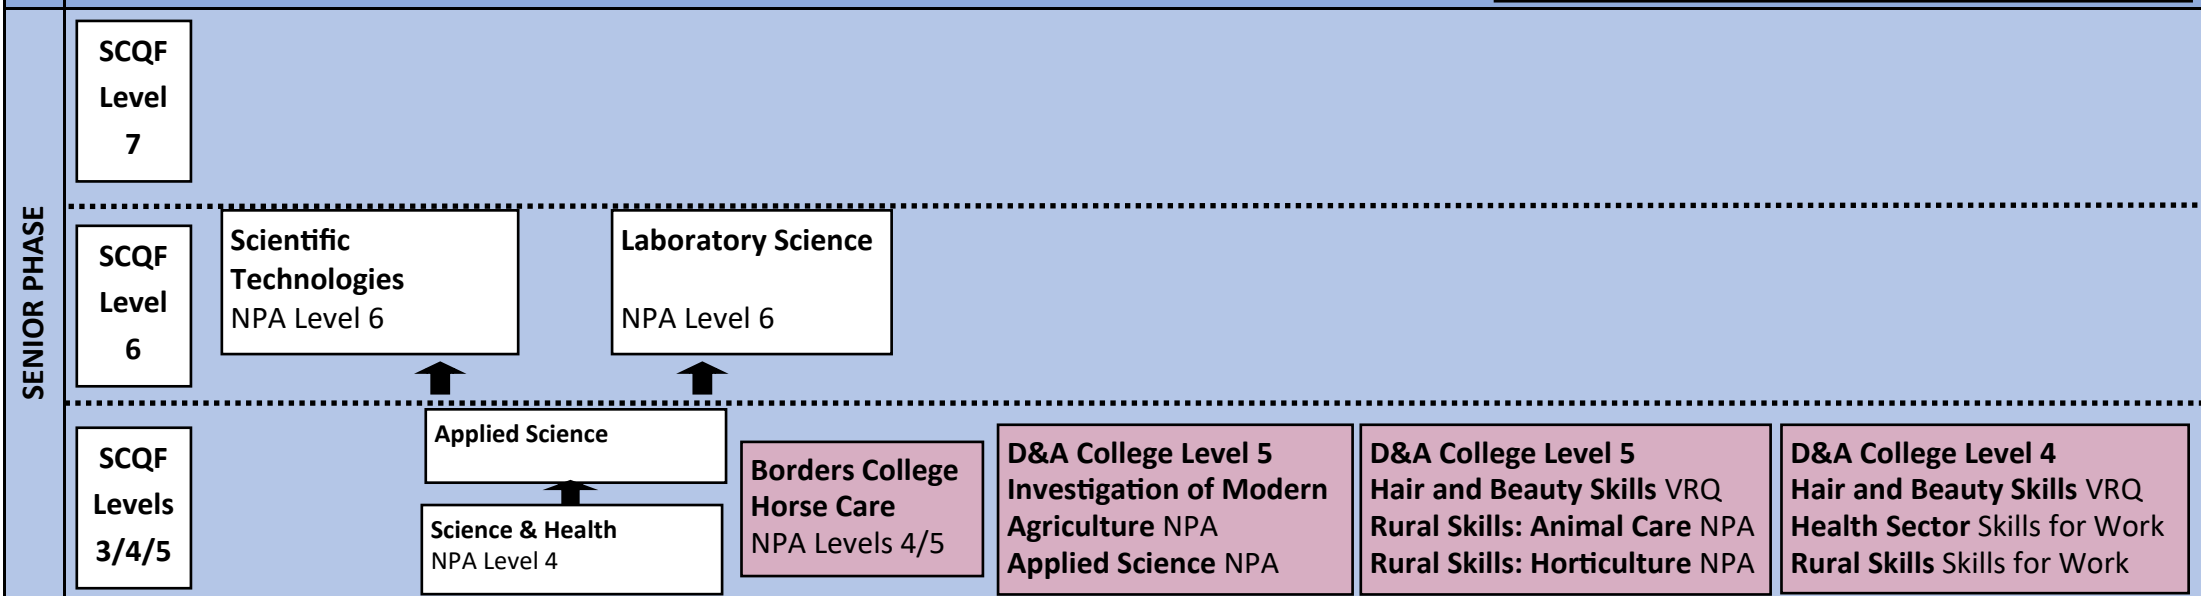 SENIOR PHASE
SCQF
Level
7
SCQF
Level
6
Scientific
Technologies
NPA Level 6
Laboratory Science
NPA Level 6
SCQF
Levels
3/4/5
Applied Science
Science & Health
NPA Level 4
Borders College
Horse Care
NPA Levels 4/5
D&A College Level 5
Investigation of Modern
Agriculture NPA
Applied Science NPA
D&A College Level 5
Hair and Beauty Skills VRQ
Rural Skills: Animal Care NPA
Rural Skills: Horticulture NPA
D&A College Level 4
Hair and Beauty Skills VRQ
Health Sector Skills for Work
Rural Skills Skills for Work